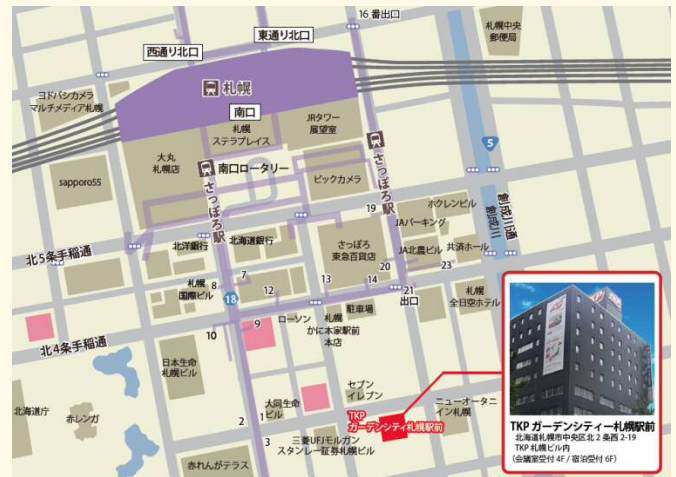 16 番出口
札幌中央
郵便局
東通り北口
西通り北口
ヨドバシカメラ
マルチメディア札幌
札幌
南口
5
札幌
ステラプレイス
JRタワー
展望室
大丸
札幌店
南口ロータリー
さっぽろ駅
さっぽろ駅
ビックカメラ
sapporo55
創成川通
創成川
ホクレンビル
19
JAパーキング
北5条手稲通
北洋銀行
北海道銀行
さっぽろ
東急百貨店
JA北農ビル
共済ホール
20
23
7
8
札幌
国際ビル
13
14
12
21
出口
18
札幌
全日空ホテル
駐車場
ローソン
札幌
かに本家駅前
本店
9
10
北4条手稲通
日本生命
札幌ビル
セブン
イレブン
ニューオータニ
イン札幌
大同生命
ビル
1
2
3
TKP
ガーデンシティ札幌駅前
北海道庁
赤レンガ
三菱UFJモルガン
スタンレー証券札幌ビル
赤れんがテラス
TKP ガーデンシティー札幌駅前
北海道札幌市中央区北 2 条西 2-19
TKP 札幌ビル内
（会議室受付 4F / 宿泊受付 6F）